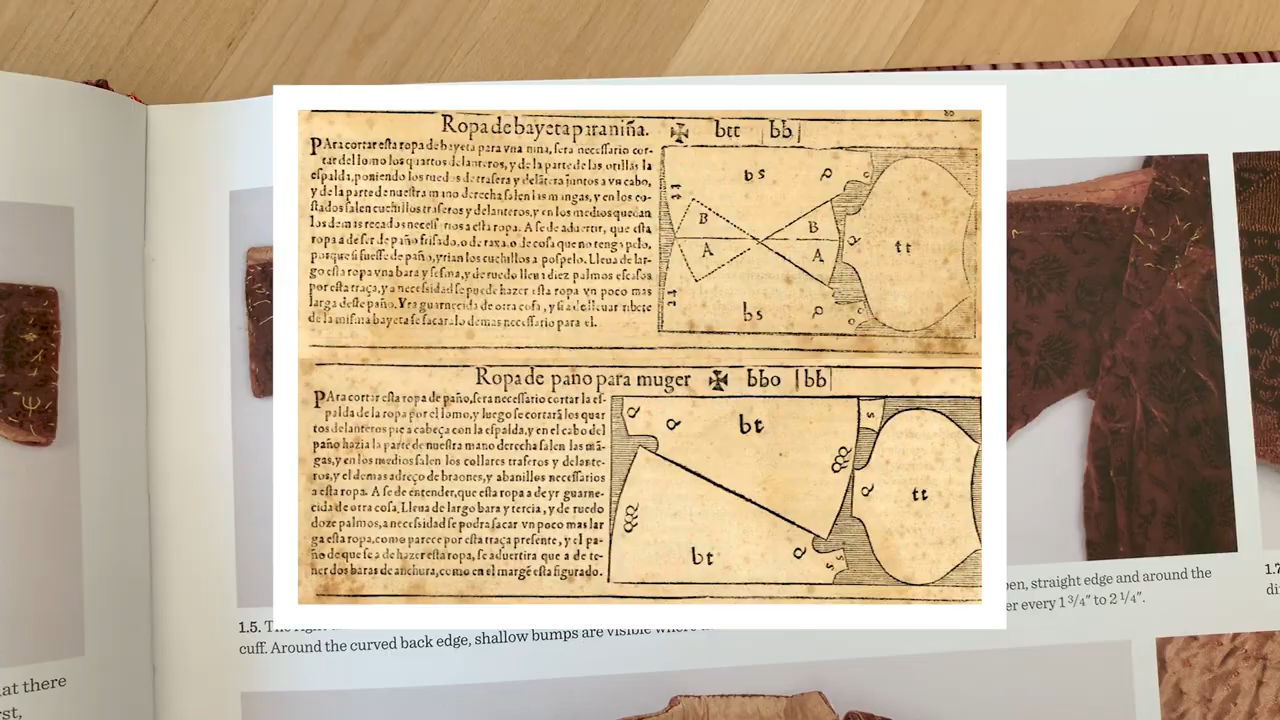 80
Ropa de bayeta para niña. ✠ btt | bb |
PAra cortar esta ropa de bayeta para vna niña, sera necessario cor-
tar del lomo los quartos delanteros, y de la parte de las orillas la
espalda, poniendo los ruedos de trasera y delãtera juntos a vn cabo,
y de la parte de nuestra mano derecha salen las mangas, y en los co-
stados salen cuchillos traseros y delanteros, y en los medios quedan
los demas recados necessarios a esta ropa. A se de aduertir, que esta
ropa a de ser de paño frisado, o de raxa, o de cosa que no tenga pelo,
porque si fuesse de paño, yrian los cuchillos a pospelo. Lleua de lar-
go esta ropa vna bara y sesma, y de ruedo lleua diez palmos escasos
por esta traça, y a necessidad se puede hazer esta ropa vn poco mas
larga deste paño. Yra guarnecida de otra cosa, y si a de lleuar ribete
de la misma bayeta se sacara lo demas necessario para el.
bs
B
A
B
A
bs
tt
Ropa de paño para muger ✠ bbo | bb |
PAra cortar esta ropa de paño, sera necessario cortar la es-
palda de la ropa por el lomo, y luego se cortarã los quar
tos delanteros pie a cabeça con la espalda, y en el cabo del
paño hazia la parte de nuestra mano derecha salen las mã-
gas, y en los medios salen los collares traseros y delante-
ros, y el demas adreço de braones, y abanillos necessarios
a esta ropa. A se de entender, que esta ropa a de yr guarne-
cida de otra cosa. Lleua de largo bara y tercia, y de ruedo
doze palmos, a necessidad se podra sacar vn poco mas lar
ga esta ropa, como parece por esta traça presente, y el pa-
ño de que se a de hazer esta ropa, se aduertira que a de te-
ner dos baras de anchura, como en el margẽ esta figurado.
bt
s
bt
tt
1.5. The right
cuff. Around the curved back edge, shallow bumps are visible
pen, straight edge and around the
er every 1 3/4″ to 2 1/4″.
1.7
di
at there
rst,